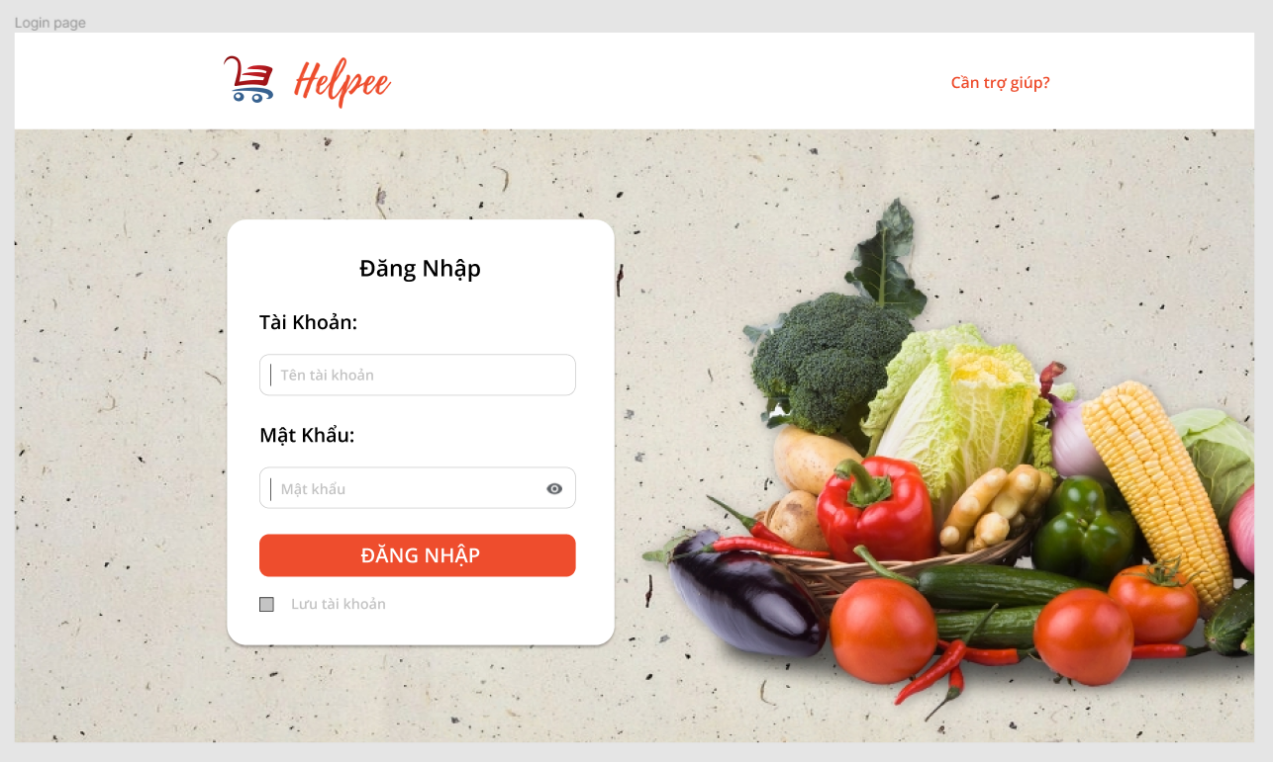 Login page
Helpee
Cần trợ giúp?
Đăng Nhập
Tài Khoản:
Tên tài khoản
Mật Khẩu:
Mật khẩu
ĐĂNG NHẬP
Lưu tài khoản